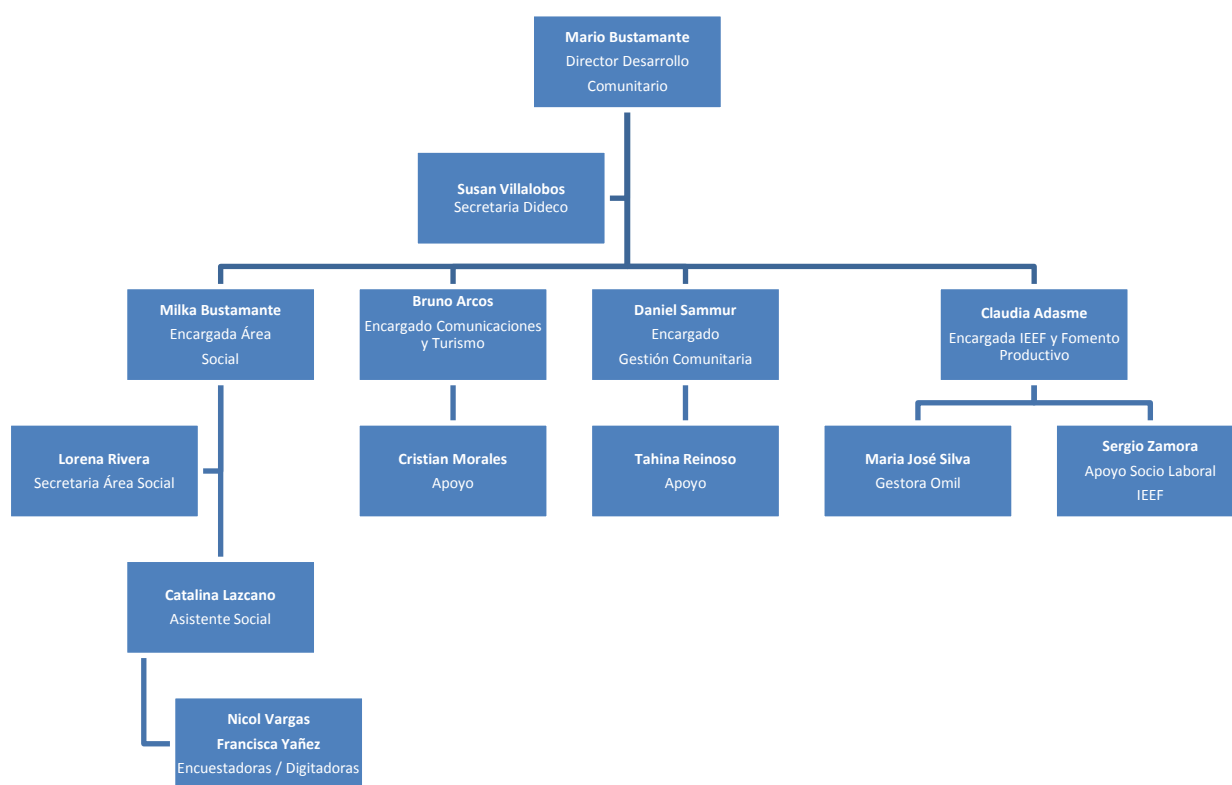 Mario Bustamante
Director Desarrollo
Comunitario
Susan Villalobos
Secretaria Dideco
Milka Bustamante
Encargada Área
Social
Bruno Arcos
Encargado Comunicaciones
y Turismo
Daniel Sammur
Encargado
Gestión Comunitaria
Claudia Adasme
Encargada IEEF y Fomento
Productivo
Lorena Rivera
Secretaria Área Social
Cristian Morales
Apoyo
Tahina Reinoso
Apoyo
Maria José Silva
Gestora Omil
Sergio Zamora
Apoyo Socio Laboral
IEEF
Catalina Lazcano
Asistente Social
Nicol Vargas
Francisca Yañez
Encuestadoras / Digitadoras